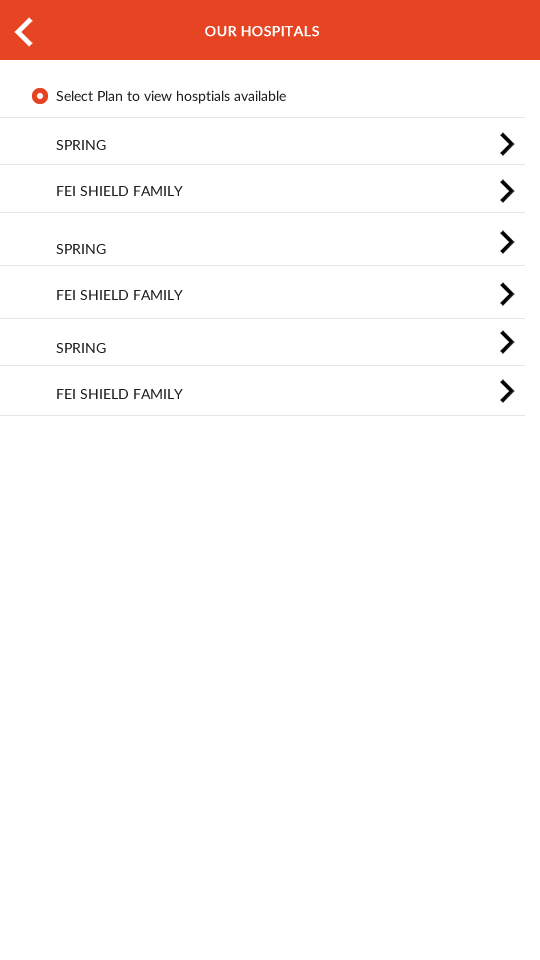 OUR HOSPITALS
Select Plan to view hosptials available
SPRING
FEI SHIELD FAMILY
SPRING
FEI SHIELD FAMILY
SPRING
FEI SHIELD FAMILY